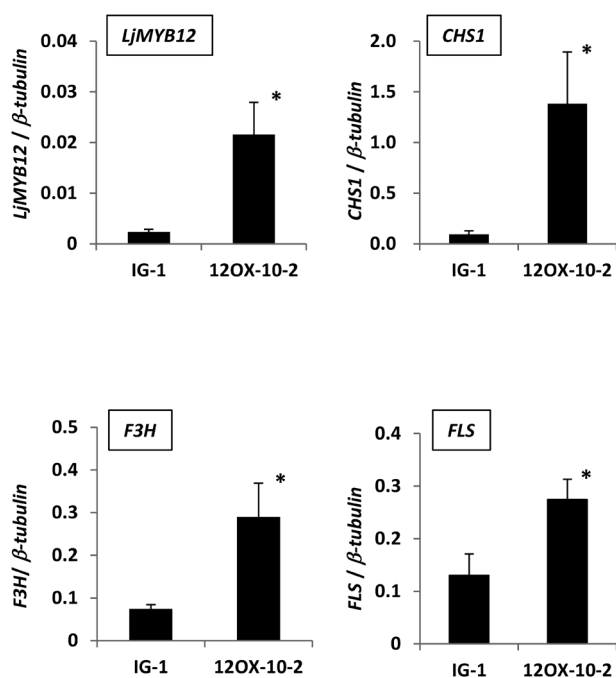 LjMYB12
LjMYB12 / β-tubulin
0.04
0.03
0.02
0.01
0
*
IG-1 12OX-10-2
CHS1
CHS1 / β-tubulin
2.0
1.5
1.0
0.5
0.0
*
IG-1 12OX-10-2
F3H
F3H/ β-tubulin
0.5
0.4
0.3
0.2
0.1
0
*
IG-1 12OX-10-2
FLS
FLS / β-tubulin
0.4
0.3
0.2
0.1
0
*
IG-1 12OX-10-2